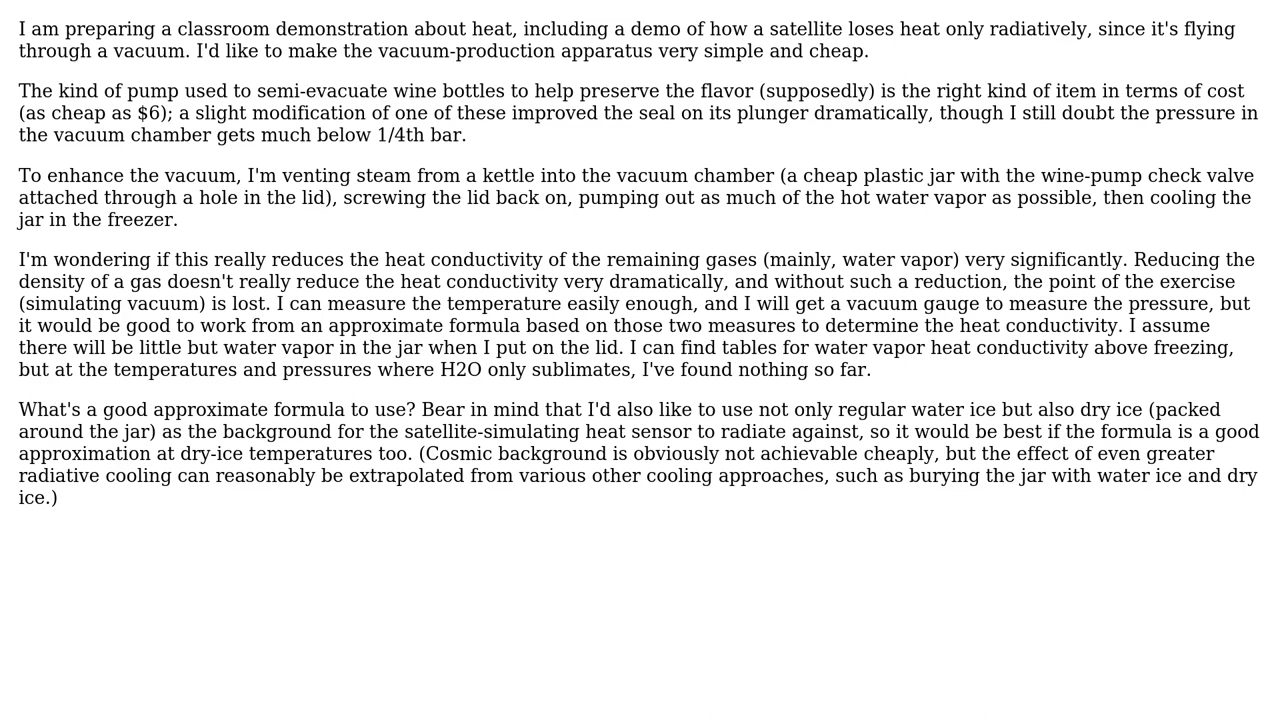 I am preparing a classroom demonstration about heat, including a demo of how a satellite loses heat only radiatively, since it's flying
through a vacuum. I'd like to make the vacuum-production apparatus very simple and cheap.
The kind of pump used to semi-evacuate wine bottles to help preserve the flavor (supposedly) is the right kind of item in terms of cost
(as cheap as $6); a slight modification of one of these improved the seal on its plunger dramatically, though I still doubt the pressure in
the vacuum chamber gets much below 1/4th bar.
To enhance the vacuum, I'm venting steam from a kettle into the vacuum chamber (a cheap plastic jar with the wine-pump check valve
attached through a hole in the lid), screwing the lid back on, pumping out as much of the hot water vapor as possible, then cooling the
jar in the freezer.
I'm wondering if this really reduces the heat conductivity of the remaining gases (mainly, water vapor) very significantly. Reducing the
density of a gas doesn't really reduce the heat conductivity very dramatically, and without such a reduction, the point of the exercise
(simulating vacuum) is lost. I can measure the temperature easily enough, and I will get a vacuum gauge to measure the pressure, but
it would be good to work from an approximate formula based on those two measures to determine the heat conductivity. I assume
there will be little but water vapor in the jar when I put on the lid. I can find tables for water vapor heat conductivity above freezing,
but at the temperatures and pressures where H2O only sublimates, I've found nothing so far.
What's a good approximate formula to use? Bear in mind that I'd also like to use not only regular water ice but also dry ice (packed
around the jar) as the background for the satellite-simulating heat sensor to radiate against, so it would be best if the formula is a good
approximation at dry-ice temperatures too. (Cosmic background is obviously not achievable cheaply, but the effect of even greater
radiative cooling can reasonably be extrapolated from various other cooling approaches, such as burying the jar with water ice and dry
ice.)